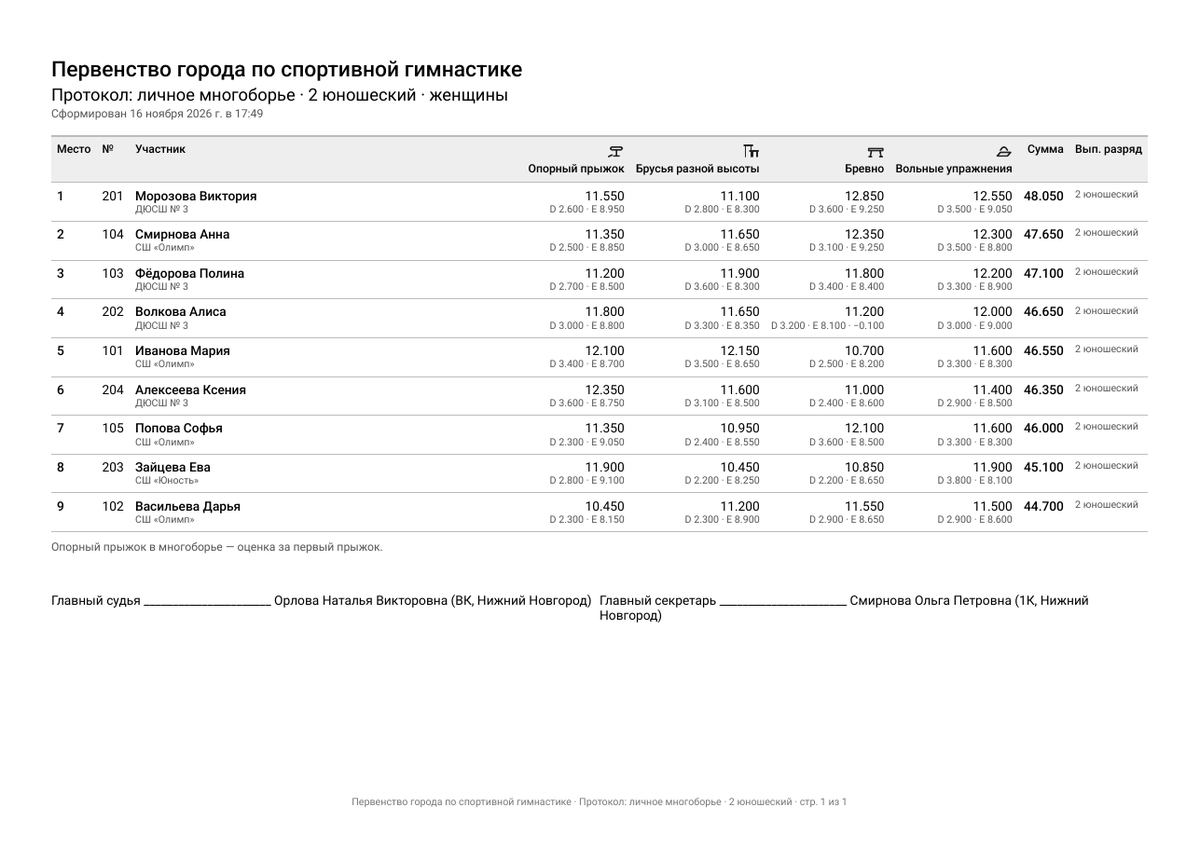 Первенство города по спортивной гимнастике
Протокол: личное многоборье · 2 юношеский · женщины
Сформирован 16 ноября 2026 г. в 17:49
Место № Участник Опорный прыжок Брусья разной высоты Бревно Вольные упражнения Сумма Вып. разряд
1 201 Морозова Виктория 11.550 11.100 12.850 12.550 48.050 2 юношеский
ДЮСШ № 3 D 2.600 · E 8.950 D 2.800 · E 8.300 D 3.600 · E 9.250 D 3.500 · E 9.050
2 104 Смирнова Анна 11.350 11.650 12.350 12.300 47.650 2 юношеский
СШ «Олимп» D 2.500 · E 8.850 D 3.000 · E 8.650 D 3.100 · E 9.250 D 3.500 · E 8.800
3 103 Фёдорова Полина 11.200 11.900 11.800 12.200 47.100 2 юношеский
ДЮСШ № 3 D 2.700 · E 8.500 D 3.600 · E 8.300 D 3.400 · E 8.400 D 3.300 · E 8.900
4 202 Волкова Алиса 11.800 11.650 11.200 12.000 46.650 2 юношеский
ДЮСШ № 3 D 3.000 · E 8.800 D 3.300 · E 8.350 D 3.200 · E 8.100 · −0.100 D 3.000 · E 9.000
5 101 Иванова Мария 12.100 12.150 10.700 11.600 46.550 2 юношеский
СШ «Олимп» D 3.400 · E 8.700 D 3.500 · E 8.650 D 2.500 · E 8.200 D 3.300 · E 8.300
6 204 Алексеева Ксения 12.350 11.600 11.000 11.400 46.350 2 юношеский
ДЮСШ № 3 D 3.600 · E 8.750 D 3.100 · E 8.500 D 2.400 · E 8.600 D 2.900 · E 8.500
7 105 Попова Софья 11.350 10.950 12.100 11.600 46.000 2 юношеский
СШ «Олимп» D 2.300 · E 9.050 D 2.400 · E 8.550 D 3.600 · E 8.500 D 3.300 · E 8.300
8 203 Зайцева Ева 11.900 10.450 10.850 11.900 45.100 2 юношеский
СШ «Юность» D 2.800 · E 9.100 D 2.200 · E 8.250 D 2.200 · E 8.650 D 3.800 · E 8.100
9 102 Васильева Дарья 10.450 11.200 11.550 11.500 44.700 2 юношеский
СШ «Олимп» D 2.300 · E 8.150 D 2.300 · E 8.900 D 2.900 · E 8.650 D 2.900 · E 8.600
Опорный прыжок в многоборье — оценка за первый прыжок.
Главный судья ______________________ Орлова Наталья Викторовна (ВК, Нижний Новгород)
Главный секретарь ______________________ Смирнова Ольга Петровна (1К, Нижний
Новгород)
Первенство города по спортивной гимнастике · Протокол: личное многоборье · 2 юношеский · стр. 1 из 1